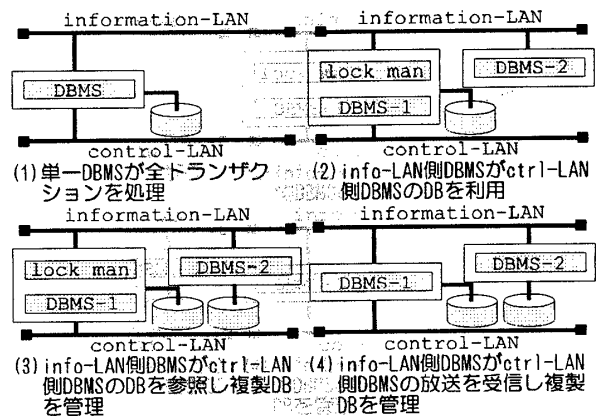 information-LAN
DBMS
control-LAN
(1)単一DBMSが全トランザク
ションを処理
information-LAN
lock man
DBMS-1
DBMS-2
control-LAN
(2)info-LAN側DBMSがctrl-LAN
側DBMSのDBを利用
information-LAN
lock man
DBMS-1
DBMS-2
control-LAN
(3)info-LAN側DBMSがctrl-LAN
側DBMSのDBを参照し複製DB
を管理
information-LAN
DBMS-1
DBMS-2
control-LAN
(4)info-LAN側DBMSがctrl-LAN
側DBMSの放送を受信し複製
DBを管理